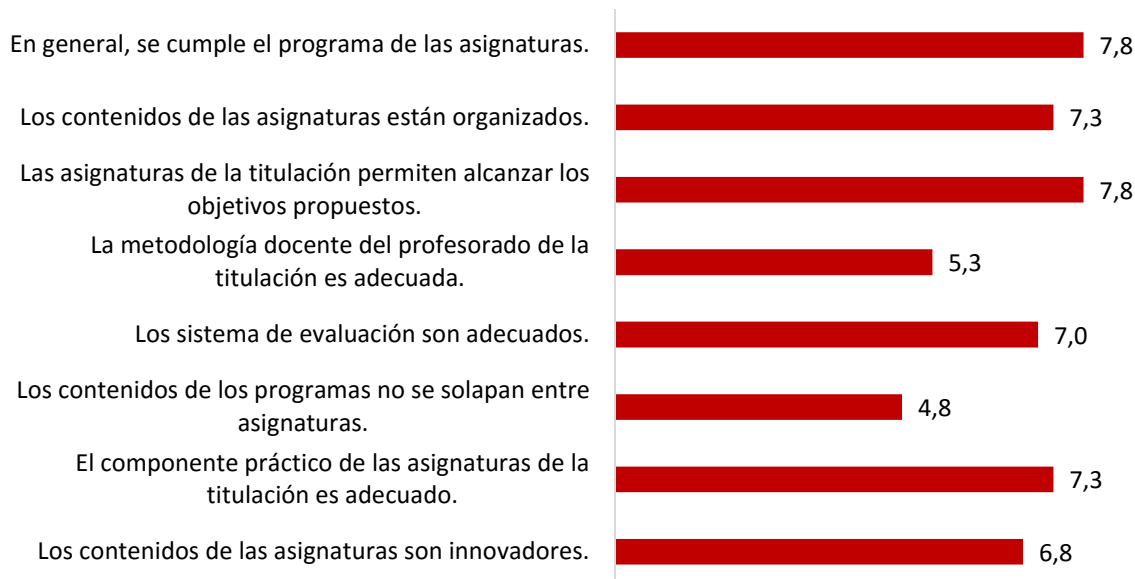 En general, se cumple el programa de las asignaturas.
7,8
Los contenidos de las asignaturas están organizados.
7,3
Las asignaturas de la titulación permiten alcanzar los
objetivos propuestos.
7,8
La metodología docente del profesorado de la
titulación es adecuada.
5,3
Los sistema de evaluación son adecuados.
7,0
Los contenidos de los programas no se solapan entre
asignaturas.
4,8
El componente práctico de las asignaturas de la
titulación es adecuado.
7,3
Los contenidos de las asignaturas son innovadores.
6,8